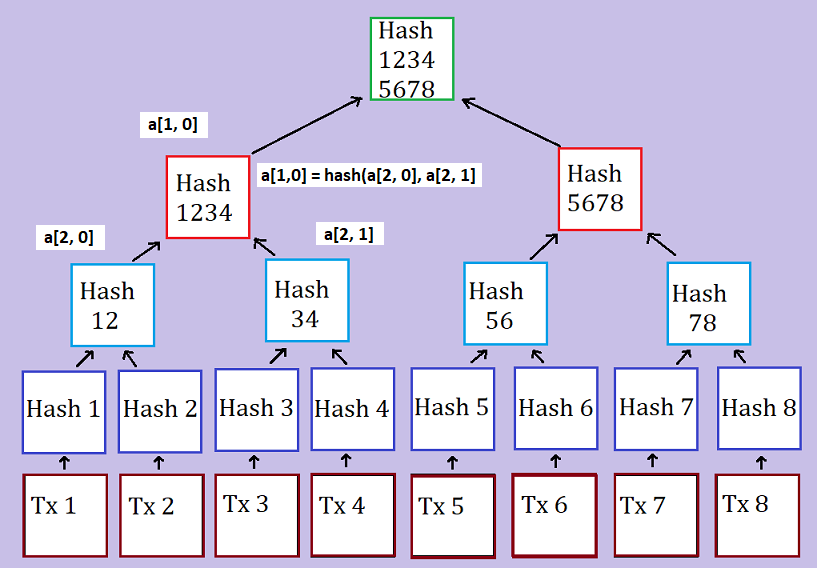 Hash
1234
5678
a[1, 0]
Hash
1234
a[1,0] = hash(a[2, 0], a[2, 1]
Hash
5678
a[2, 0]
a[2, 1]
Hash
12
Hash
34
Hash
56
Hash
78
Hash 1
Hash 2
Hash 3
Hash 4
Hash 5
Hash 6
Hash 7
Hash 8
Tx 1
Tx 2
Tx 3
Tx 4
Tx 5
Tx 6
Tx 7
Tx 8